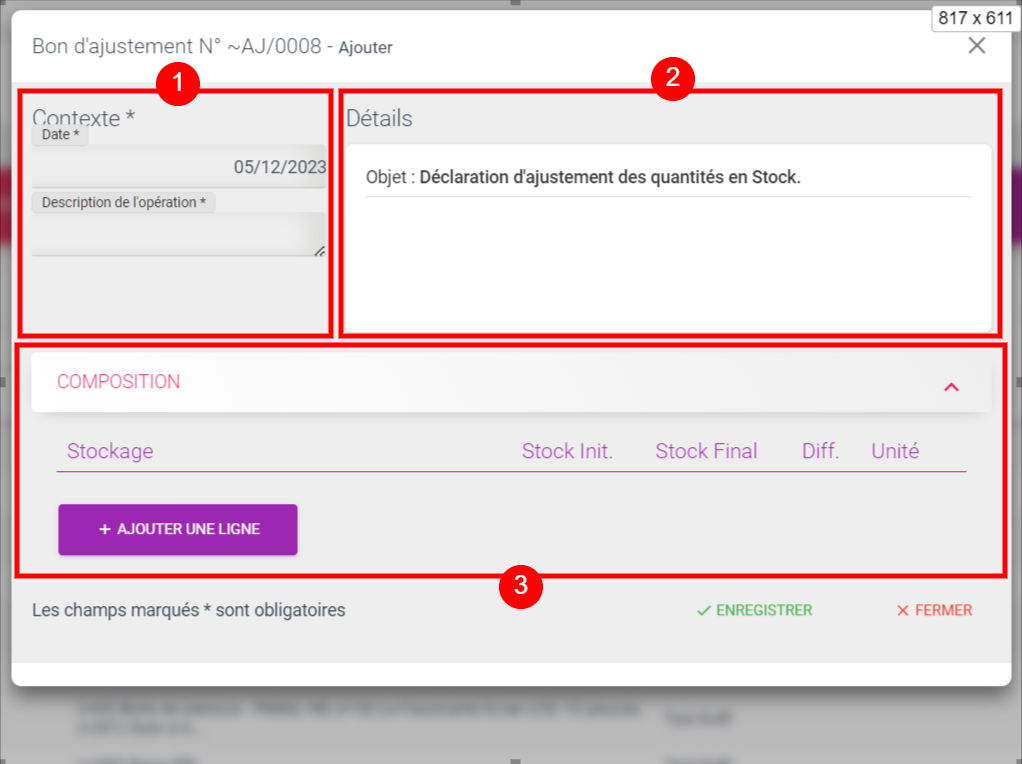 817 x 611
Bon d'ajustement N° ~AJ/0008 - Ajouter
1
2
Contexte *
Date *
05/12/2023
Description de l'opération *
Détails
Objet : Déclaration d'ajustement des quantités en Stock.
COMPOSITION
Stockage Stock Init. Stock Final Diff. Unité
+ AJOUTER UNE LIGNE
3
Les champs marqués * sont obligatoires ENREGISTRER FERMER